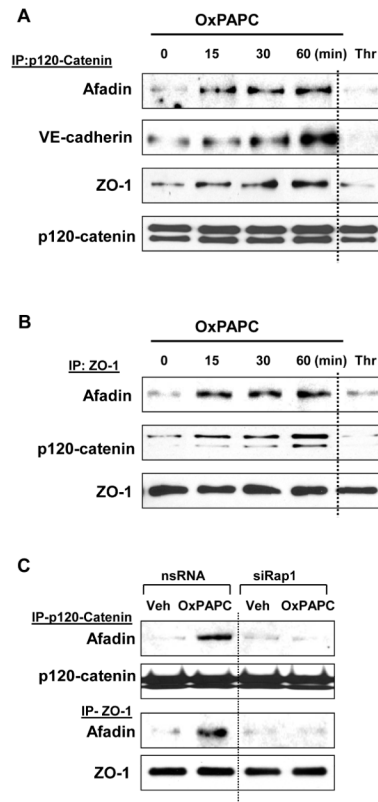 A
OxPAPC
IP:p120-Catenin
0 15 30 60 (min) Thr
Afadin
VE-cadherin
ZO-1
p120-catenin
B
OxPAPC
IP: ZO-1
0 15 30 60 (min) Thr
Afadin
p120-catenin
ZO-1
C
nsRNA siRap1
Veh OxPAPC Veh OxPAPC
IP-p120-Catenin
Afadin
p120-catenin
IP- ZO-1
Afadin
ZO-1